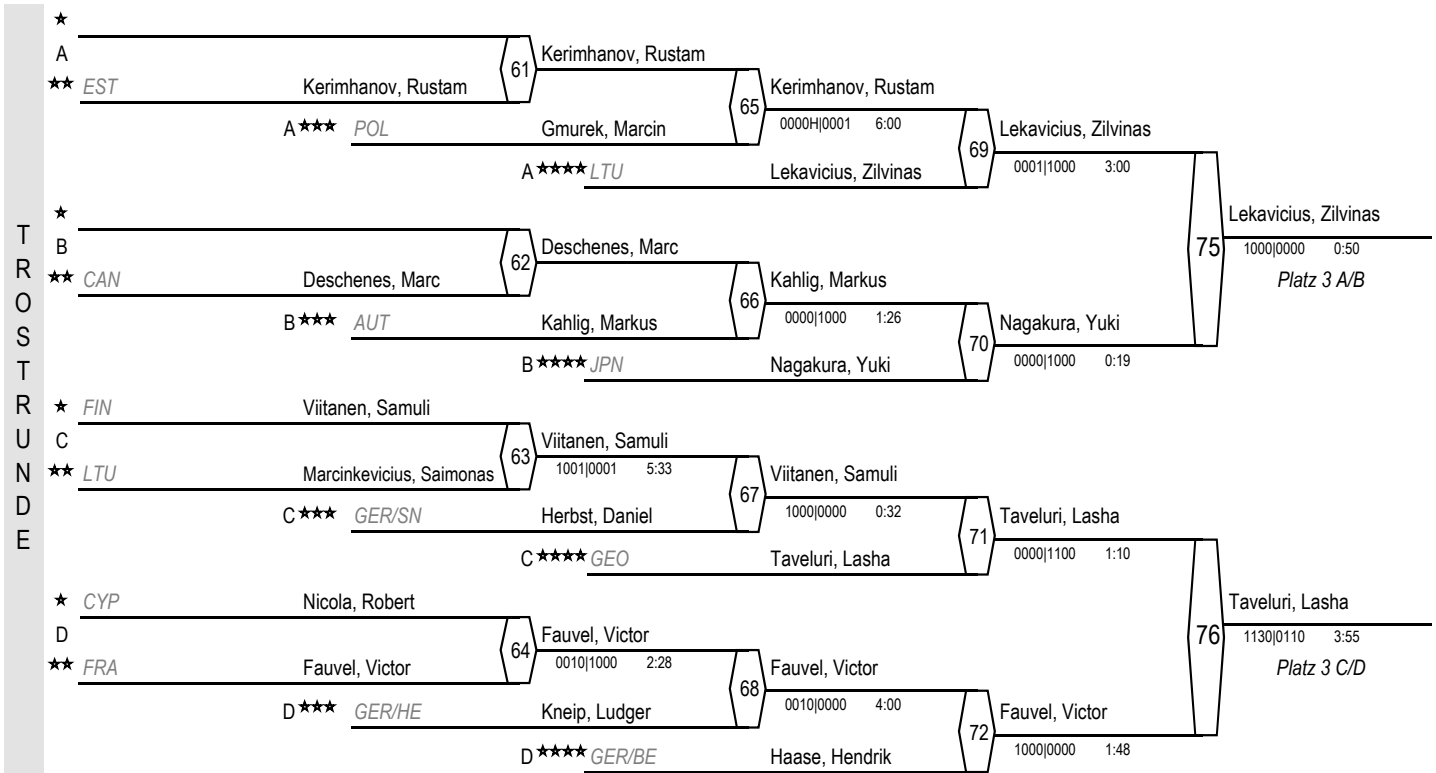 TROSTRUNDE
★
A
61 Kerimhanov, Rustam
★★ EST Kerimhanov, Rustam
65 Kerimhanov, Rustam
0000H|0001 6:00
A★★★ POL Gmurek, Marcin
69 Lekavicius, Zilvinas
0001|1000 3:00
A★★★★ LTU Lekavicius, Zilvinas
★
B
75 Lekavicius, Zilvinas
1000|0000 0:50
Platz 3 A/B
62 Deschenes, Marc
★★ CAN Deschenes, Marc
66 Kahlig, Markus
0000|1000 1:26
B★★★ AUT Kahlig, Markus
70 Nagakura, Yuki
0000|1000 0:19
B★★★★ JPN Nagakura, Yuki
★ FIN Viitanen, Samuli
C
63 Viitanen, Samuli
1001|0001 5:33
★★ LTU Marcinkevicius, Saimonas
67 Viitanen, Samuli
1000|0000 0:32
C★★★ GER/SN Herbst, Daniel
71 Taveluri, Lasha
0000|1100 1:10
C★★★★ GEO Taveluri, Lasha
★ CYP Nicola, Robert
D
76 Taveluri, Lasha
1130|0110 3:55
Platz 3 C/D
64 Fauvel, Victor
0010|1000 2:28
★★ FRA Fauvel, Victor
68 Fauvel, Victor
0010|0000 4:00
D★★★ GER/HE Kneip, Ludger
72 Fauvel, Victor
1000|0000 1:48
D★★★★ GER/BE Haase, Hendrik